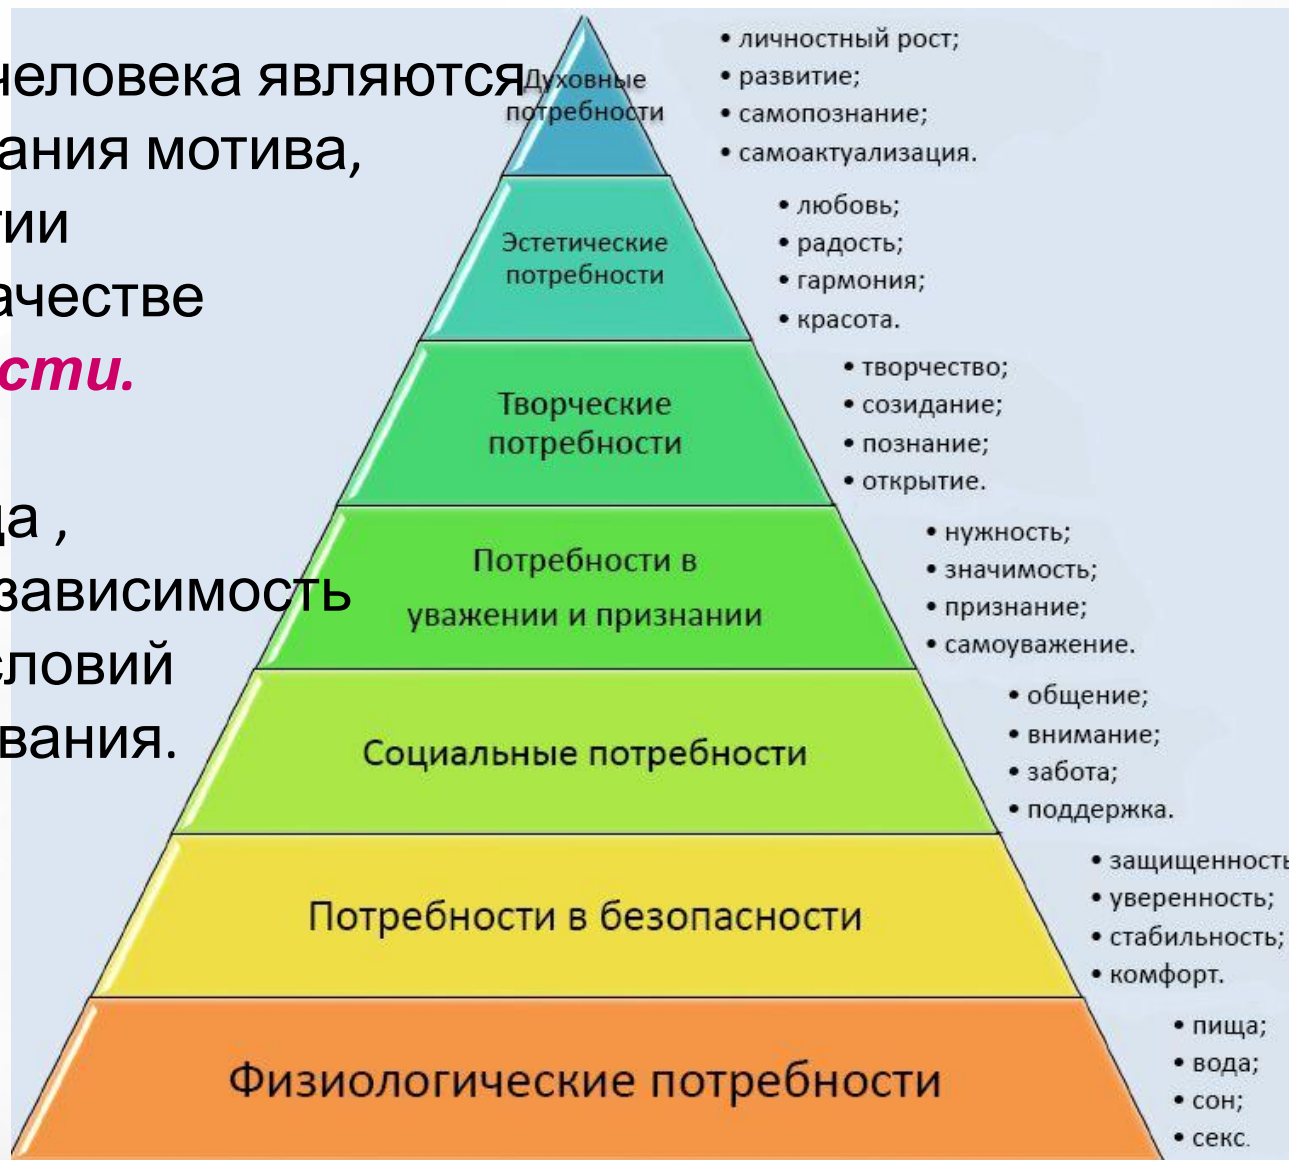 человека являются
ания мотива,
тии
ачестве
сти.
да ,
зависимость
словий
вания.
Духовные
потребности
• личностный рост;
• развитие;
• самопознание;
• самоактуализация.
Эстетические
потребности
• любовь;
• радость;
• гармония;
• красота.
Творческие
потребности
• творчество;
• созидание;
• познание;
• открытие.
Потребности в
уважении и признании
• нужность;
• значимость;
• признание;
• самоуважение.
Социальные потребности
• общение;
• внимание;
• забота;
• поддержка.
Потребности в безопасности
• защищенность
• уверенность;
• стабильность;
• комфорт.
Физиологические потребности
• пища;
• вода;
• сон;
• секс.